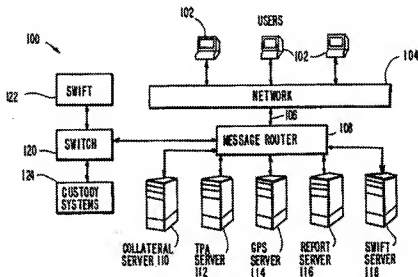 102
USERS
100
102
104
SWIFT
122
NETWORK
106
SWITCH
120
MESSAGE ROUTER
108
124
CUSTODY
SYSTEMS
COLLATERAL
SERVER 110
TPA
SERVER
112
GPS
SERVER
114
REPORT
SERVER
116
SWIFT
SERVER
118